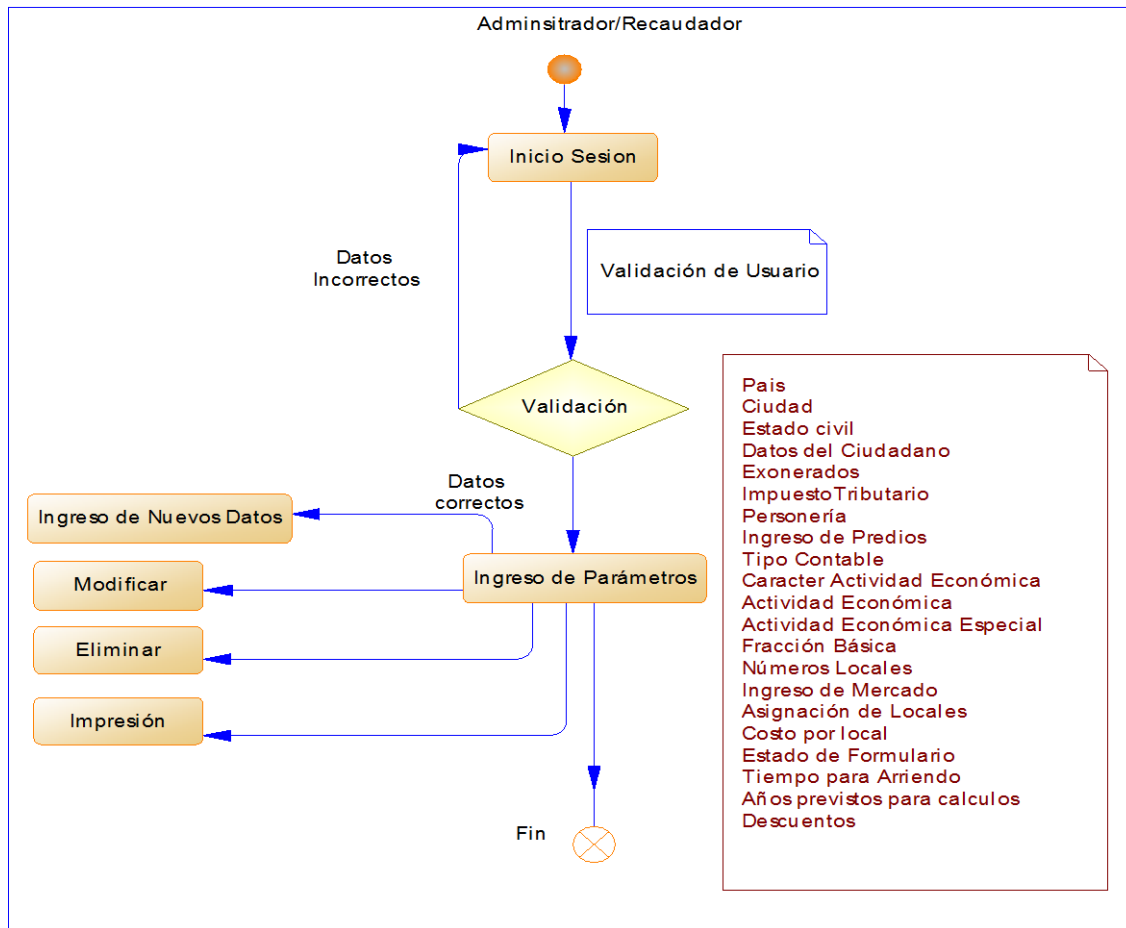 Adminsitrador/Recaudador
Inicio Sesion
Datos
Incorrectos
Validación de Usuario
Validación
Datos
correctos
Ingreso de Nuevos Datos
Modificar
Eliminar
Impresión
Ingreso de Parámetros
Fin
Pais
Ciudad
Estado civil
Datos del Ciudadano
Exonerados
ImpuestoTributario
Personería
Ingreso de Predios
Tipo Contable
Caracter Actividad Económica
Actividad Económica
Actividad Económica Especial
Fracción Básica
Números Locales
Ingreso de Mercado
Asignación de Locales
Costo por local
Estado de Formulario
Tiempo para Arriendo
Años previstos para calculos
Descuentos